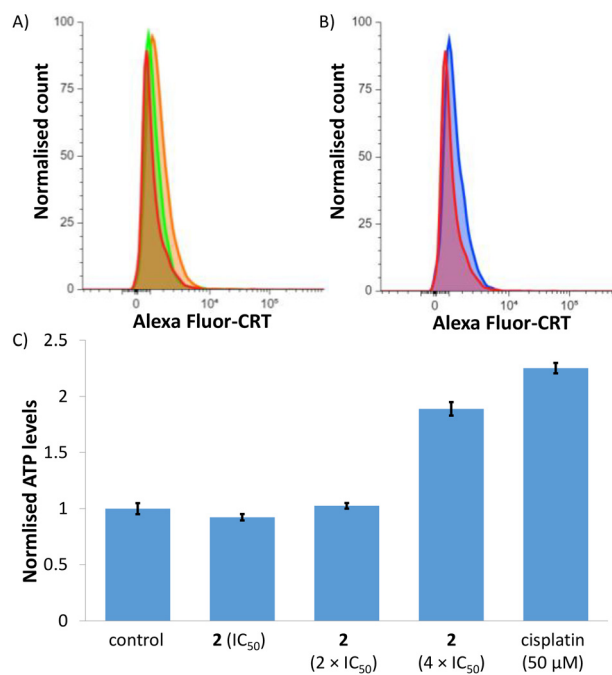 A)
100
75
50
25
0
Normalised count
0 10⁴ 10⁵
Alexa Fluor-CRT
B)
100
75
50
25
0
Normalised count
0 10⁴ 10⁵
Alexa Fluor-CRT
C)
2.5
2
1.5
1
0.5
0
Normlised ATP levels
control 2 (IC₅₀) 2 2 cisplatin
(2 × IC₅₀) (4 × IC₅₀) (50 µM)